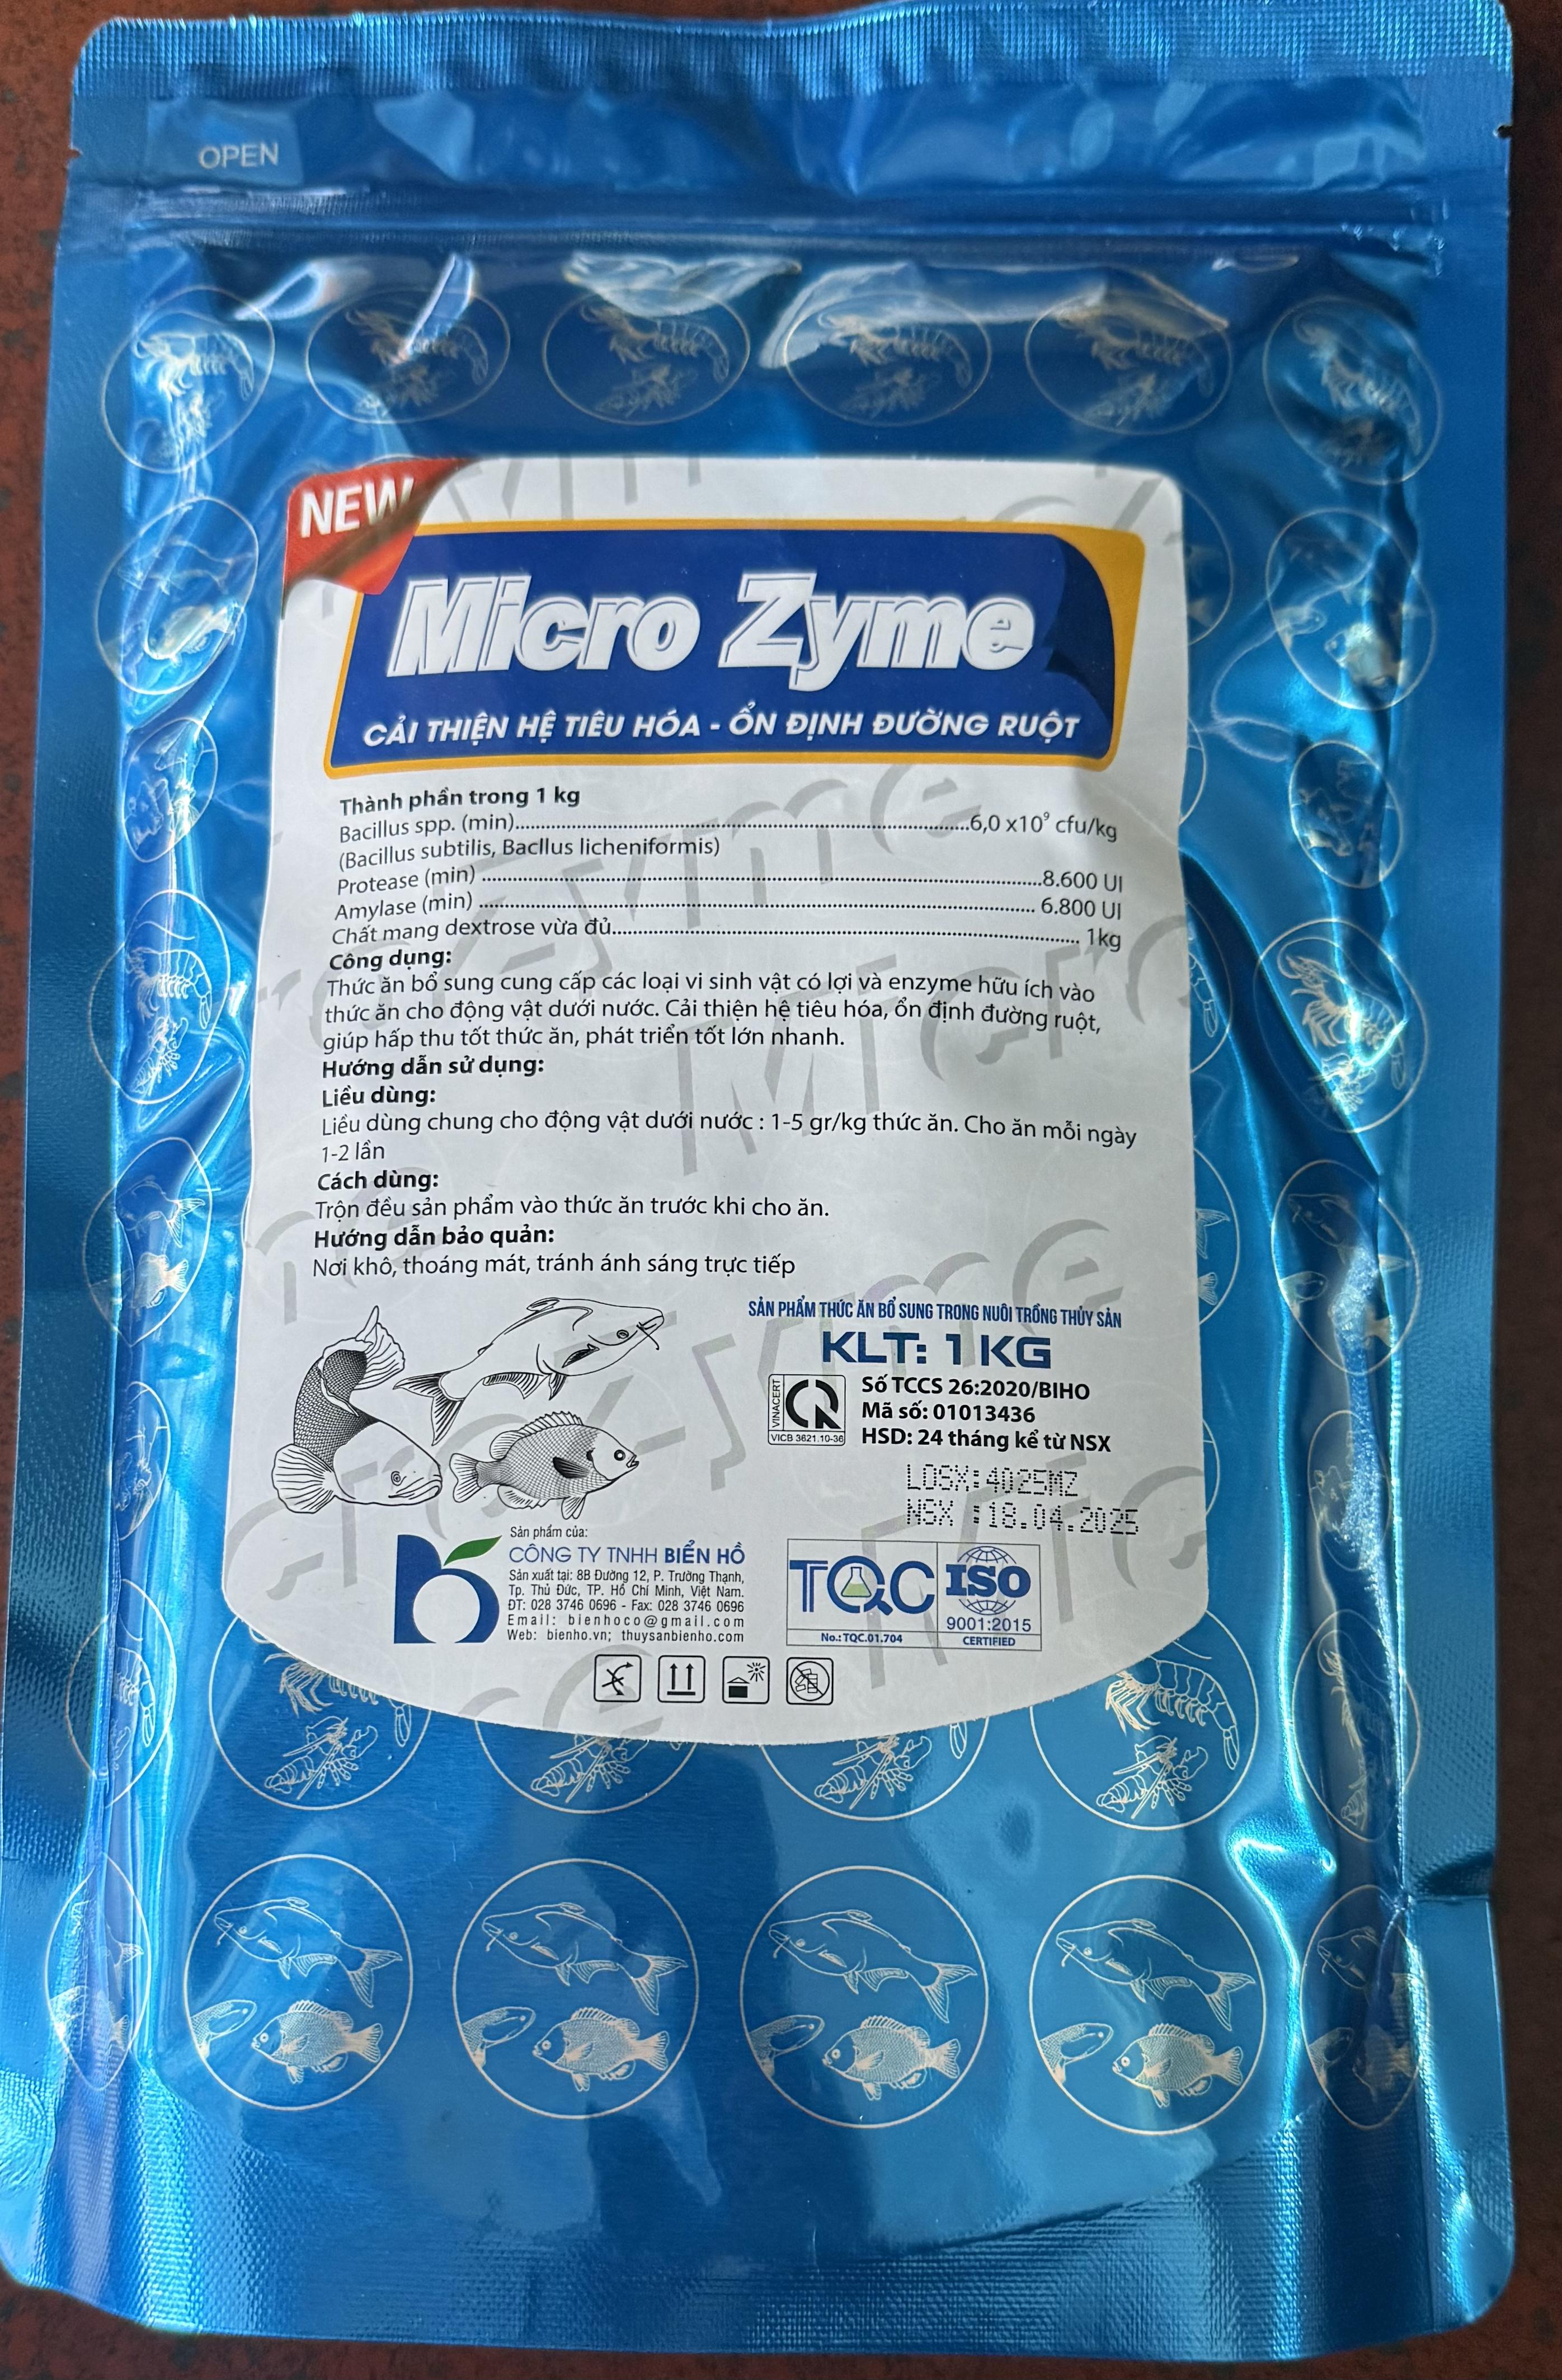 OPEN
NEW
Micro Zyme
CẢI THIỆN HỆ TIÊU HÓA - ỔN ĐỊNH ĐƯỜNG RUỘT
Thành phần trong 1 kg
Bacillus spp. (min)..................................................6,0 x10⁹ cfu/kg
(Bacillus subtilis, Bacllus licheniformis)
Protease (min) ..................................................8.600 UI
Amylase (min) .................................................. 6.800 UI
Chất mang dextrose vừa đủ.................................................. 1kg
Công dụng:
Thức ăn bổ sung cung cấp các loại vi sinh vật có lợi và enzyme hữu ích vào
thức ăn cho động vật dưới nước. Cải thiện hệ tiêu hóa, ổn định đường ruột,
giúp hấp thu tốt thức ăn, phát triển tốt lớn nhanh.
Hướng dẫn sử dụng:
Liều dùng:
Liều dùng chung cho động vật dưới nước : 1-5 gr/kg thức ăn. Cho ăn mỗi ngày
1-2 lần
Cách dùng:
Trộn đều sản phẩm vào thức ăn trước khi cho ăn.
Hướng dẫn bảo quản:
Nơi khô, thoáng mát, tránh ánh sáng trực tiếp
SẢN PHẨM THỨC ĂN BỔ SUNG TRONG NUÔI TRỒNG THỦY SẢN
KLT: 1 KG
VINACERT
VICB 3621.10-36
Số TCCS 26:2020/BIHO
Mã số: 01013436
HSD: 24 tháng kể từ NSX
LOSX:4025MZ
NSX :18.04.2025
Sản phẩm của:
CÔNG TY TNHH BIỂN HỒ
Sản xuất tại: 8B Đường 12, P. Trường Thạnh,
Tp. Thủ Đức, TP. Hồ Chí Minh, Việt Nam.
ĐT: 028 3746 0696 - Fax: 028 3746 0696
Email: bienhoco@gmail.com
Web: bienho.vn; thuysanbienho.com
TQC
No.: TQC.01.704
ISO
9001:2015
CERTIFIED